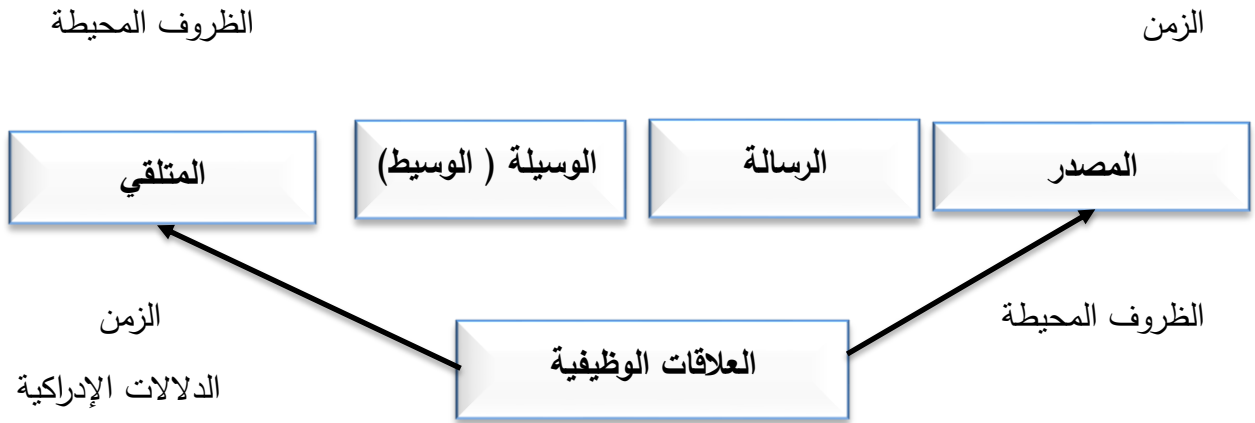 الزمن
الظروف المحيطة
المصدر
الرسالة
الوسيلة ( الوسيط)
المتلقي
الظروف المحيطة
الزمن
العلاقات الوظيفية
الدلالات الإدراكية